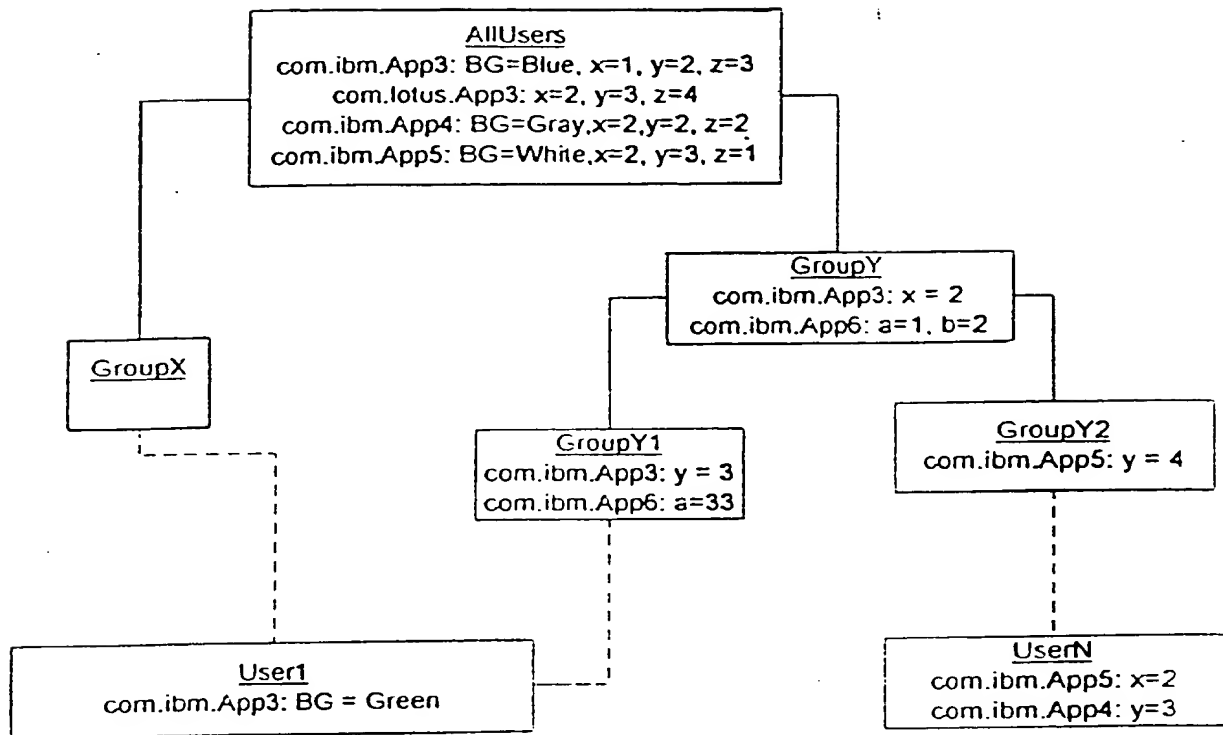 AllUsers
com.ibm.App3: BG=Blue, x=1, y=2, z=3
com.lotus.App3: x=2, y=3, z=4
com.ibm.App4: BG=Gray,x=2,y=2, z=2
com.ibm.App5: BG=White,x=2, y=3, z=1
GroupY
com.ibm.App3: x = 2
com.ibm.App6: a=1, b=2
GroupX
GroupY1
com.ibm.App3: y = 3
com.ibm.App6: a=33
GroupY2
com.ibm.App5: y = 4
User1
com.ibm.App3: BG = Green
UserN
com.ibm.App5: x=2
com.ibm.App4: y=3